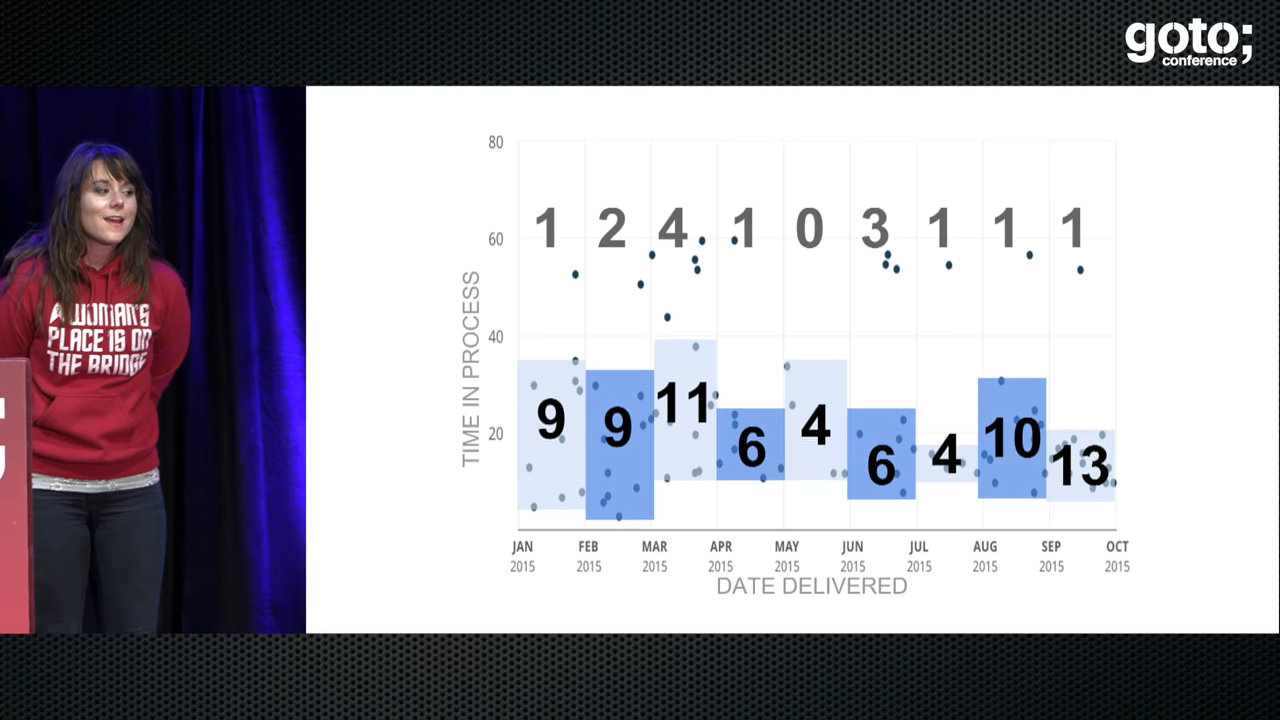 goto;
conference
A WOMAN'S
PLACE IS ON
THE BRIDGE
80
60
40
20
TIME IN PROCESS
1 2 4 1 0 3 1 1 1
9 9 11 6 4 6 4 10 13
JAN FEB MAR APR MAY JUN JUL AUG SEP OCT
2015 2015 2015 2015 2015 2015 2015 2015 2015 2015
DATE DELIVERED